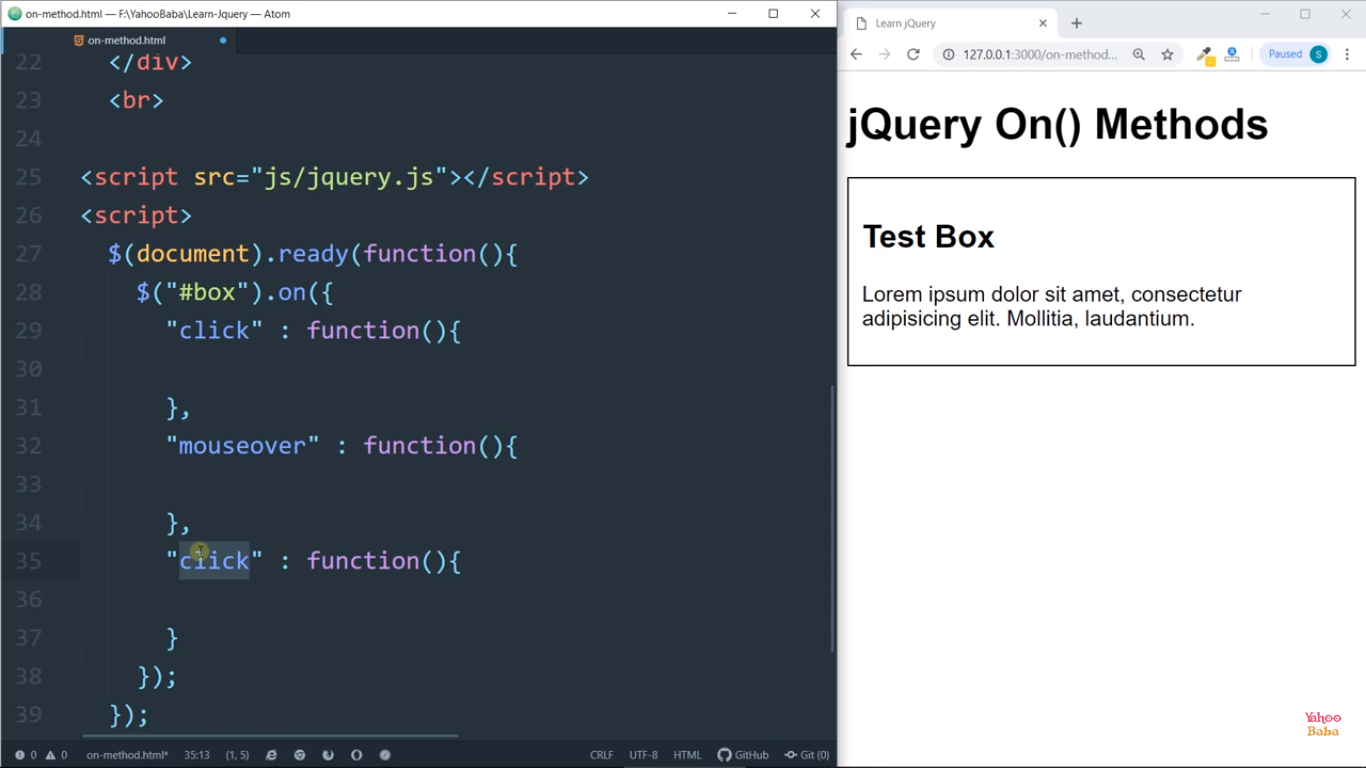 on-method.html — F:\YahooBaba\Learn-Jquery — Atom
on-method.html
22 </div>
23 <br>
24
25 <script src="js/jquery.js"></script>
26 <script>
27 $(document).ready(function(){
28 $("#box").on({
29 "click" : function(){
30
31 },
32 "mouseover" : function(){
33
34 },
35 "click" : function(){
36
37 }
38 });
39 });
0 0 on-method.html* 35:13 (1, 5) CRLF UTF-8 HTML GitHub Git (0)
Learn jQuery
127.0.0.1:3000/on-method... Paused S
jQuery On() Methods
Test Box
Lorem ipsum dolor sit amet, consectetur
adipisicing elit. Mollitia, laudantium.
Yahoo
Baba